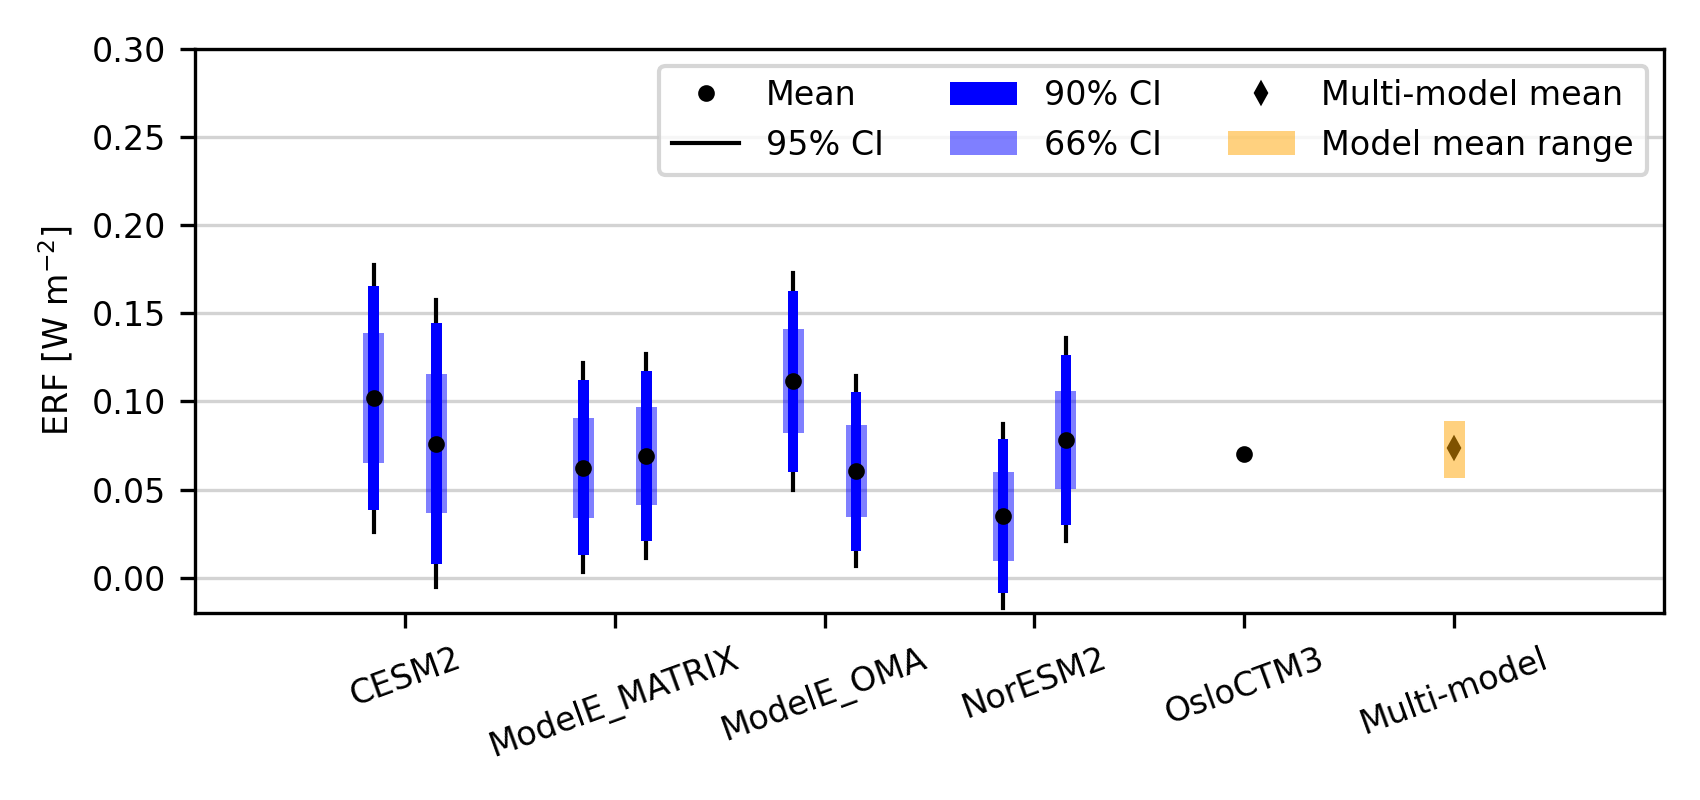 0.30
0.25
0.20
0.15
0.10
0.05
0.00
ERF [W m⁻²]
Mean
95% CI
90% CI
66% CI
Multi-model mean
Model mean range
CESM2
ModelE_MATRIX
ModelE_OMA
NorESM2
OsloCTM3
Multi-model